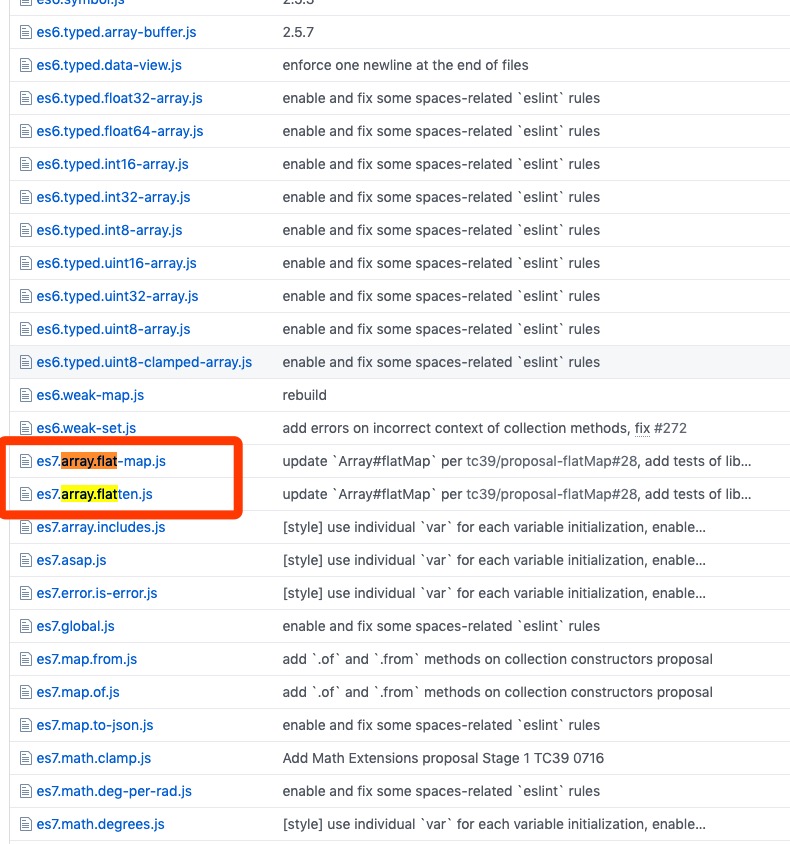 es6.symbol.js 2.5.5
es6.typed.array-buffer.js 2.5.7
es6.typed.data-view.js enforce one newline at the end of files
es6.typed.float32-array.js enable and fix some spaces-related `eslint` rules
es6.typed.float64-array.js enable and fix some spaces-related `eslint` rules
es6.typed.int16-array.js enable and fix some spaces-related `eslint` rules
es6.typed.int32-array.js enable and fix some spaces-related `eslint` rules
es6.typed.int8-array.js enable and fix some spaces-related `eslint` rules
es6.typed.uint16-array.js enable and fix some spaces-related `eslint` rules
es6.typed.uint32-array.js enable and fix some spaces-related `eslint` rules
es6.typed.uint8-array.js enable and fix some spaces-related `eslint` rules
es6.typed.uint8-clamped-array.js enable and fix some spaces-related `eslint` rules
es6.weak-map.js rebuild
es6.weak-set.js add errors on incorrect context of collection methods, fix #272
es7.array.flat-map.js update `Array#flatMap` per tc39/proposal-flatMap#28, add tests of lib…
es7.array.flatten.js update `Array#flatMap` per tc39/proposal-flatMap#28, add tests of lib…
es7.array.includes.js [style] use individual `var` for each variable initialization, enable…
es7.asap.js [style] use individual `var` for each variable initialization, enable…
es7.error.is-error.js [style] use individual `var` for each variable initialization, enable…
es7.global.js enable and fix some spaces-related `eslint` rules
es7.map.from.js add `.of` and `.from` methods on collection constructors proposal
es7.map.of.js add `.of` and `.from` methods on collection constructors proposal
es7.map.to-json.js enable and fix some spaces-related `eslint` rules
es7.math.clamp.js Add Math Extensions proposal Stage 1 TC39 0716
es7.math.deg-per-rad.js enable and fix some spaces-related `eslint` rules
es7.math.degrees.js [style] use individual `var` for each variable initialization, enable…